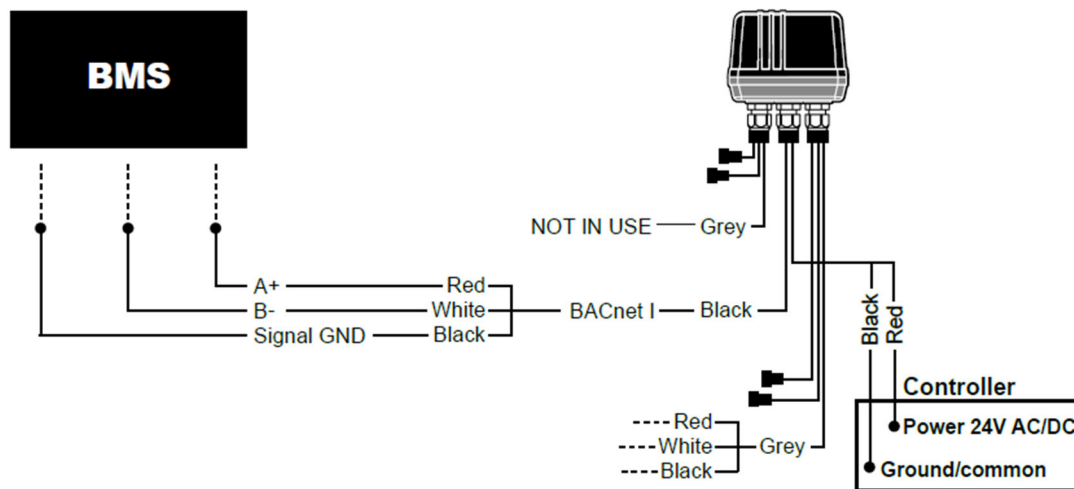 BMS
NOT IN USE
Grey
A+
Red
B-
White
BACnet I
Black
Signal GND
Black
Black
Red
Controller
Power 24V AC/DC
Ground/common
Red
White
Grey
Black